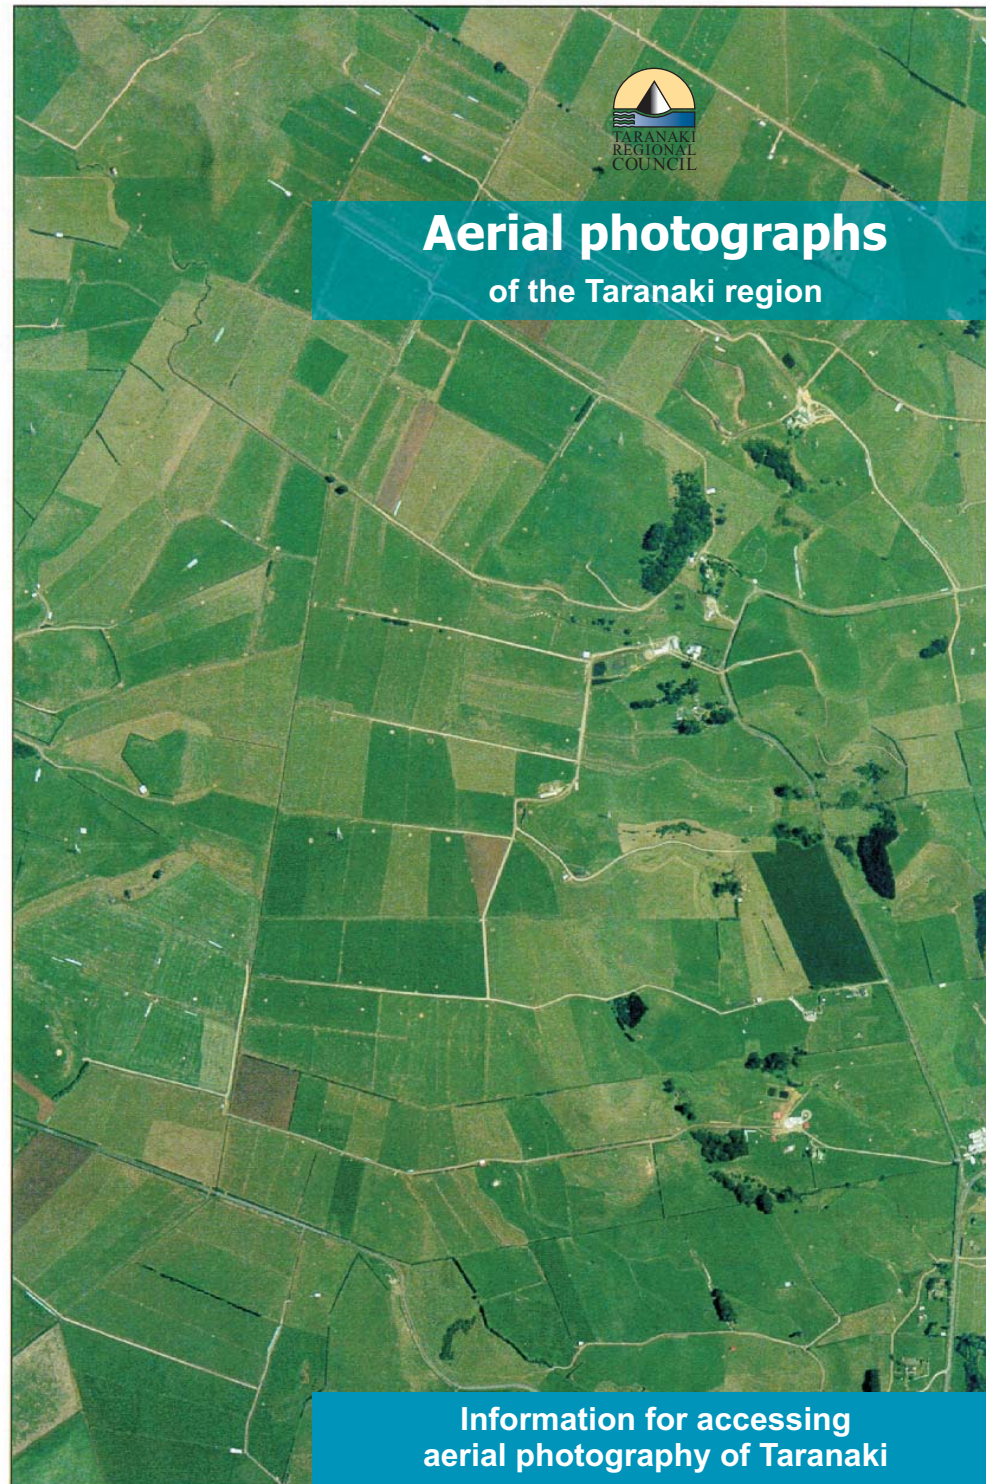 TARANAKI
REGIONAL
COUNCIL
Aerial photographs
of the Taranaki region
Information for accessing
aerial photography of Taranaki